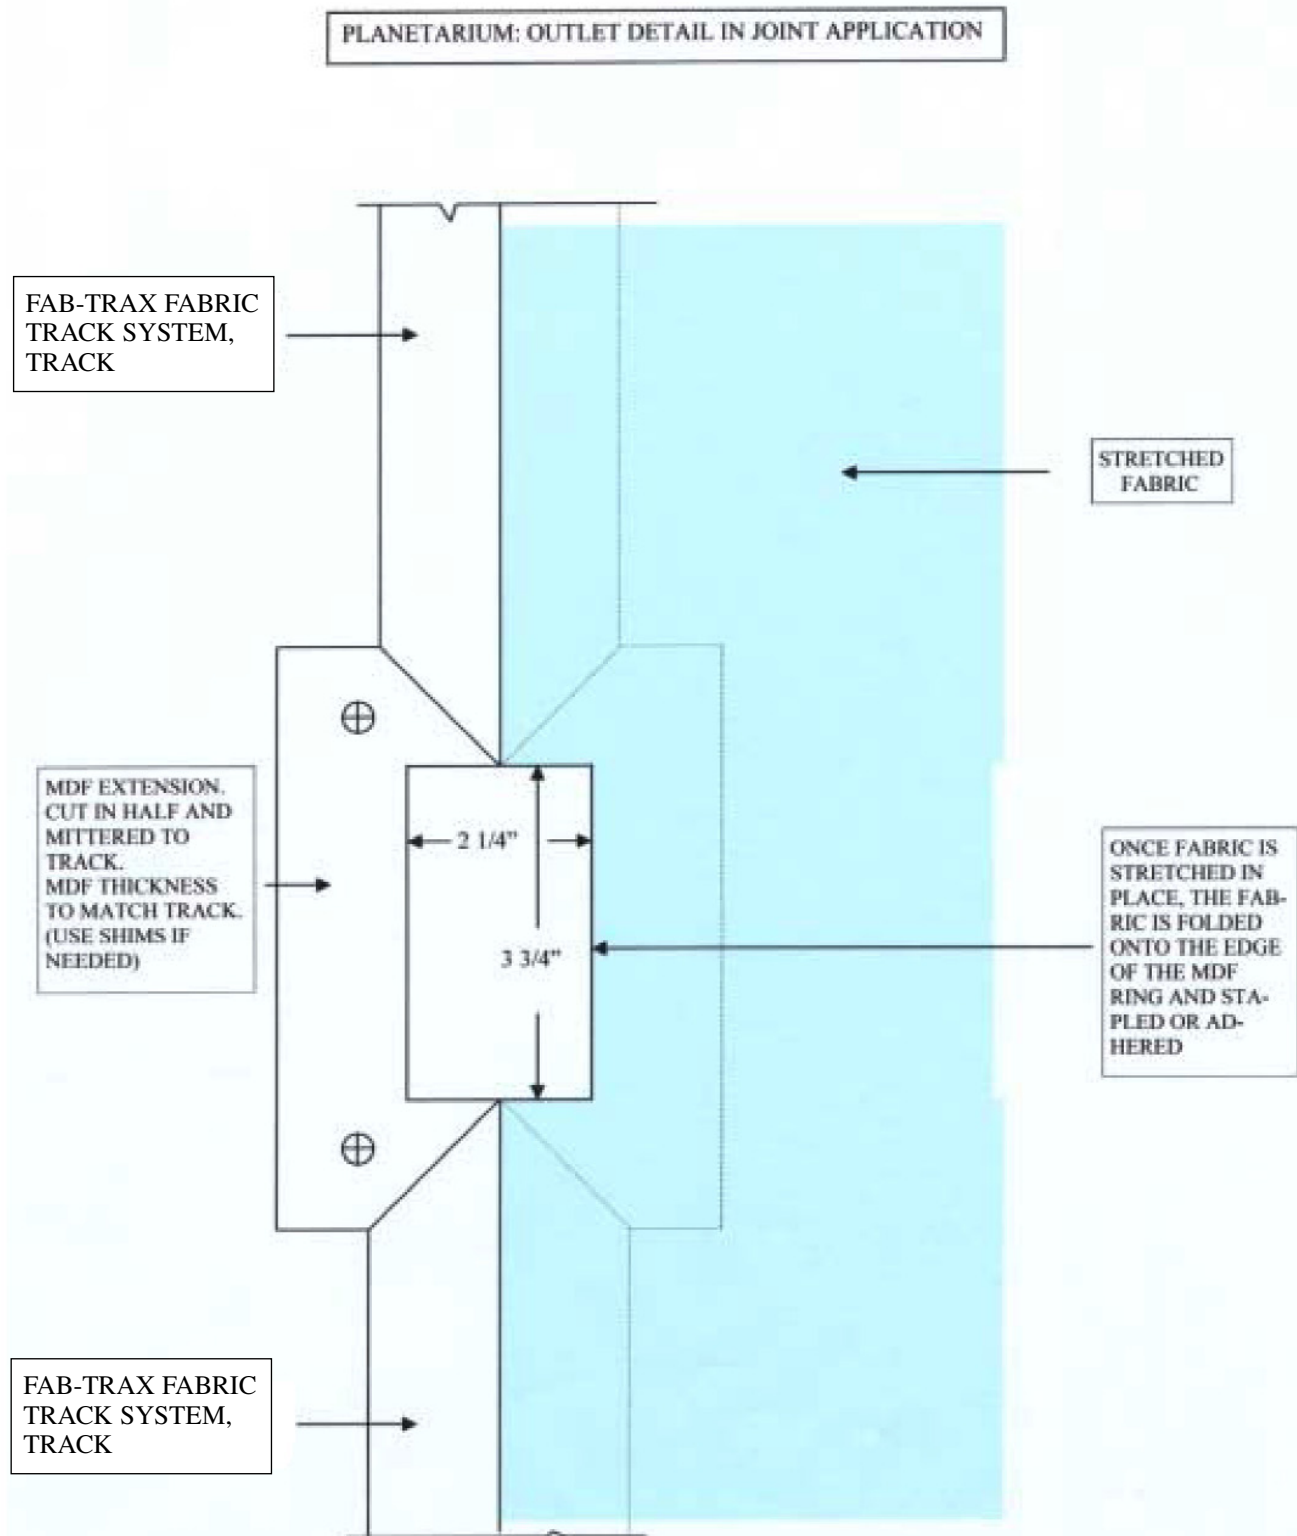 PLANETARIUM: OUTLET DETAIL IN JOINT APPLICATION
FAB-TRAX FABRIC
TRACK SYSTEM,
TRACK
STRETCHED
FABRIC
MDF EXTENSION.
CUT IN HALF AND
MITTERED TO
TRACK.
MDF THICKNESS
TO MATCH TRACK.
(USE SHIMS IF
NEEDED)
2 1/4"
3 3/4"
ONCE FABRIC IS
STRETCHED IN
PLACE, THE FAB-
RIC IS FOLDED
ONTO THE EDGE
OF THE MDF
RING AND STA-
PLED OR AD-
HERED
FAB-TRAX FABRIC
TRACK SYSTEM,
TRACK